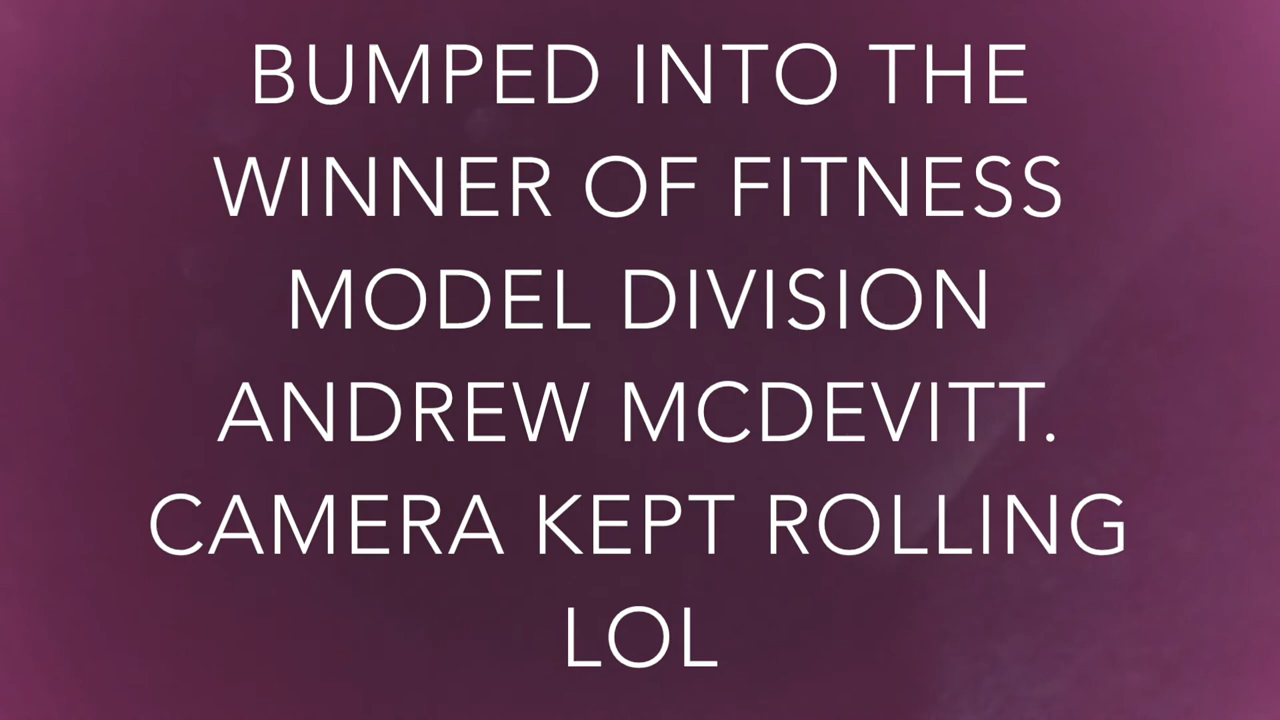 BUMPED INTO THE
WINNER OF FITNESS
MODEL DIVISION
ANDREW MCDEVITT.
CAMERA KEPT ROLLING
LOL